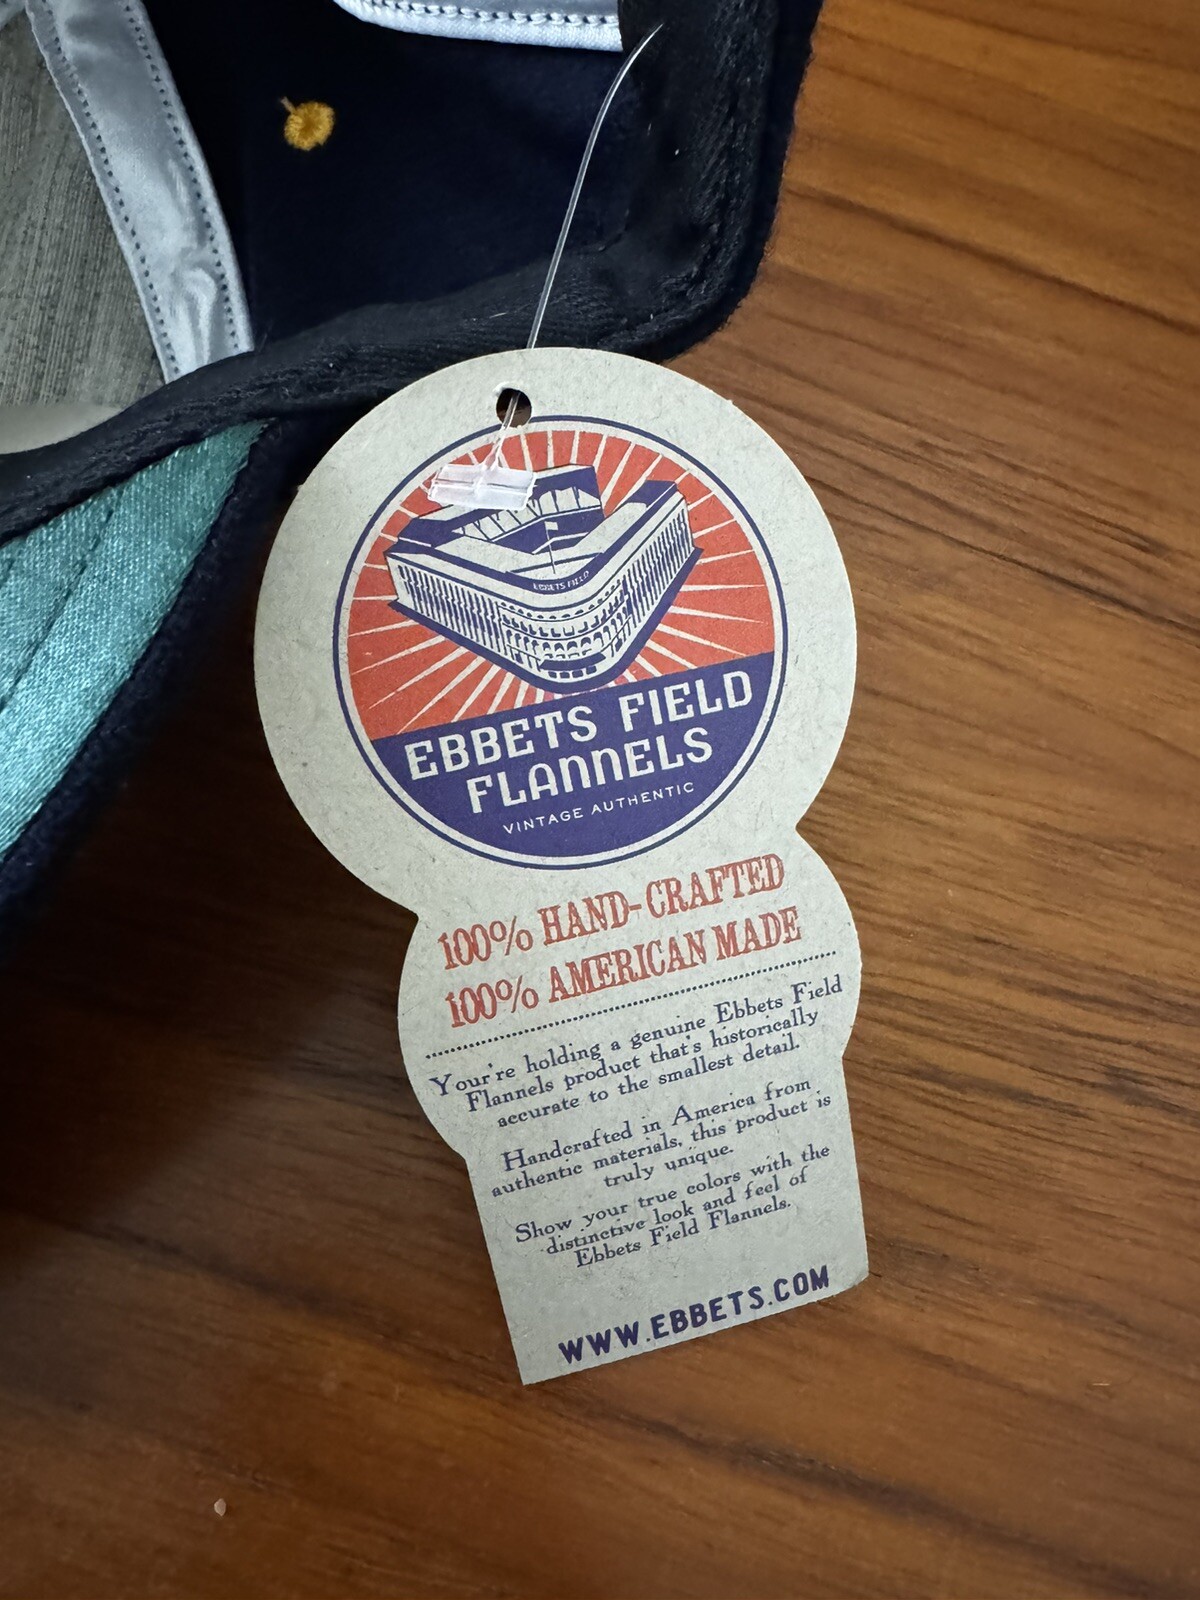 EBBETS FIELD
EBBETS FIELD
FLANNELS
VINTAGE AUTHENTIC
100% HAND-CRAFTED
100% AMERICAN MADE
You're holding a genuine Ebbets Field
Flannels product that's historically
accurate to the smallest detail.
Handcrafted in America from
authentic materials, this product is
truly unique.
Show your true colors with the
distinctive look and feel of
Ebbets Field Flannels.
WWW.EBBETS.COM